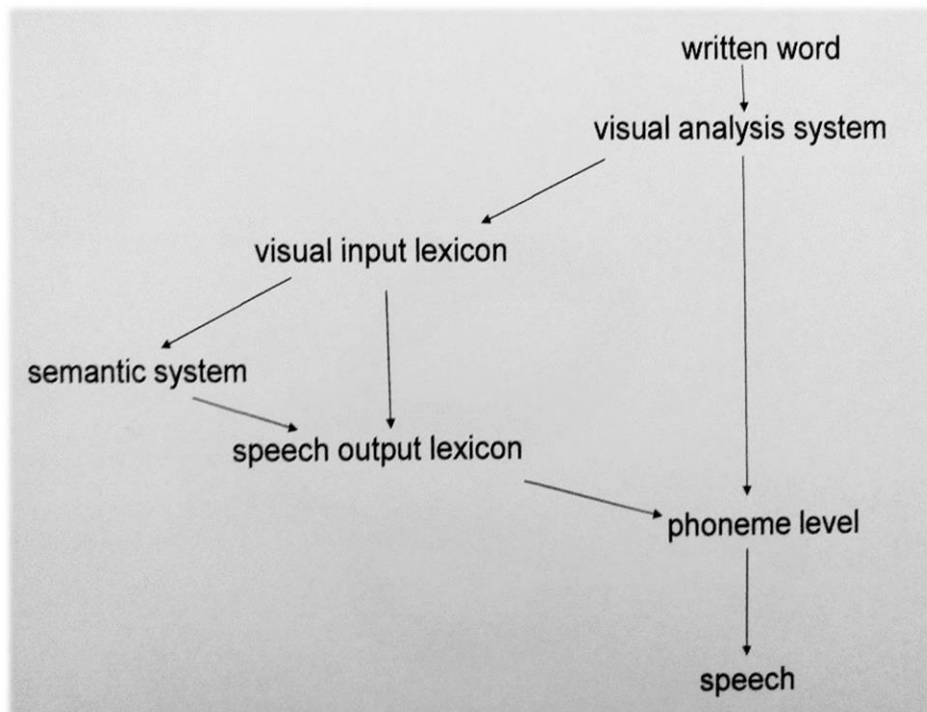 written word
visual analysis system
visual input lexicon
semantic system
speech output lexicon
phoneme level
speech